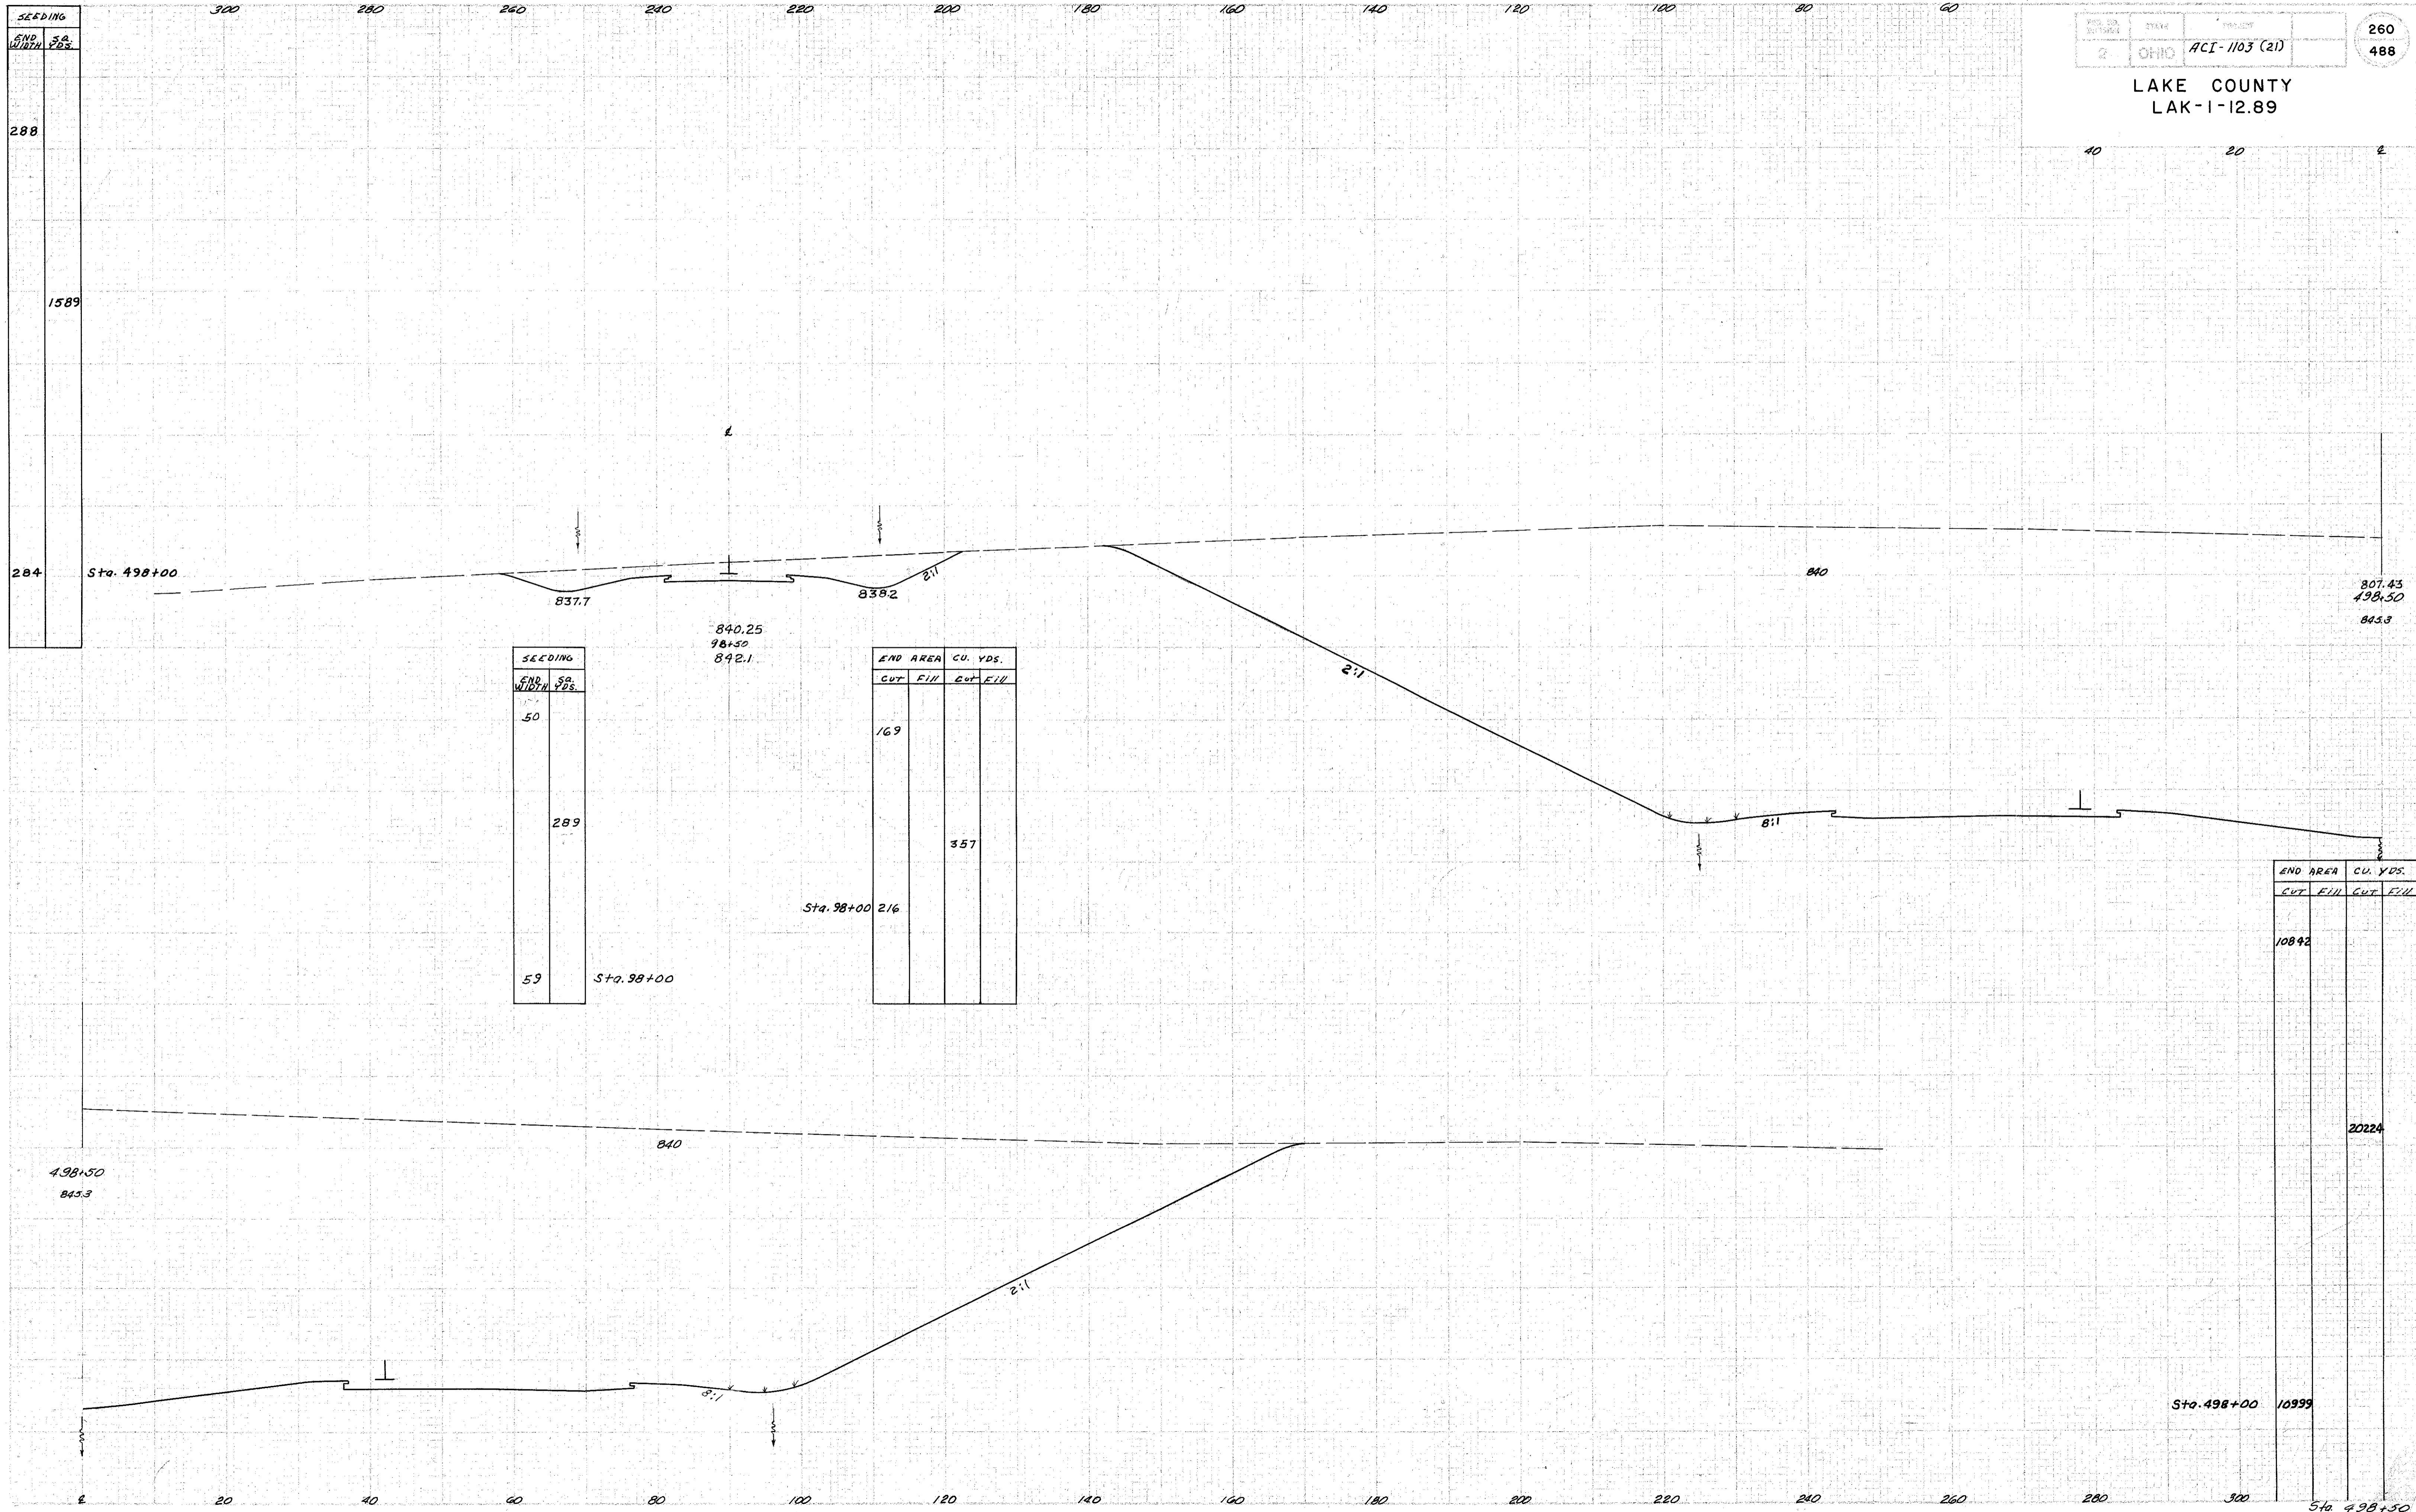 300 280 260 240 220 200 180 160 140 120 100 80 60
SEEDING
END WIDTH SQ. YDS.
288
1589
284 Sta. 498+00
2 OHIO ACI-1103 (21)
260
488
LAKE COUNTY
LAK-1-12.89
40 20 ℄
℄
837.7
838.2
2:1
840.25
98+50
842.1
840
807.43
498+50
845.3
2:1
8:1
SEEDING
END WIDTH SQ. YDS.
50
289
59 Sta. 98+00
END AREA CU. YDS.
Cut Fill Cut Fill
169
357
Sta. 98+00 216
END AREA CU. YDS.
Cut Fill Cut Fill
10842
20224
Sta. 498+00 10999
840
498+50
845.3
2:1
8:1
℄ 20 40 60 80 100 120 140 160 180 200 220 240 260 280 300
Sta. 498+50